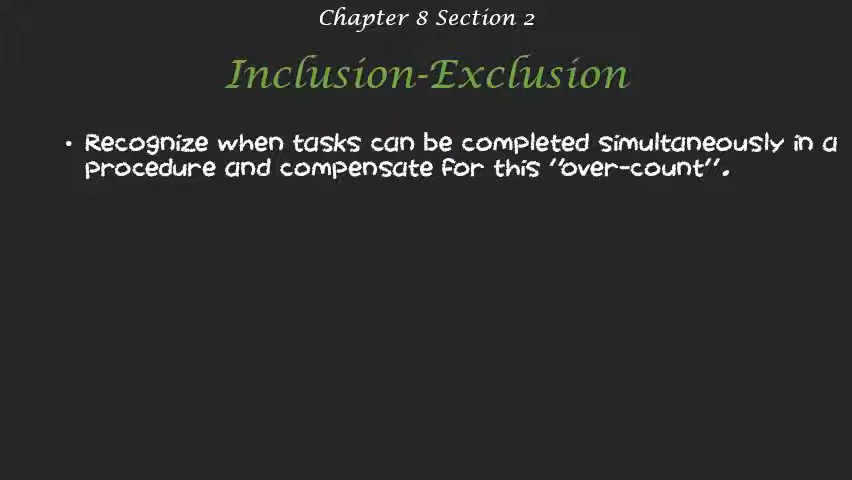 Chapter 8 Section 2
Inclusion-Exclusion
• Recognize when tasks can be completed simultaneously in a
procedure and compensate for this "over-count".